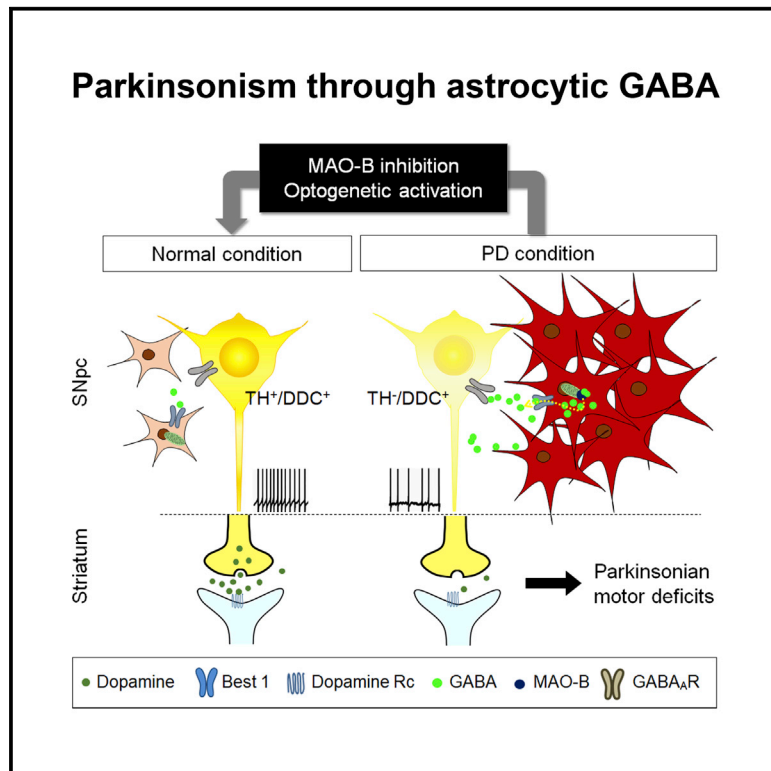 Parkinsonism through astrocytic GABA
MAO-B inhibition
Optogenetic activation
Normal condition
PD condition
SNpc
TH⁺/DDC⁺
TH⁻/DDC⁺
Striatum
Parkinsonian
motor deficits
Dopamine
Best 1
Dopamine Rc
GABA
MAO-B
GABAₐR